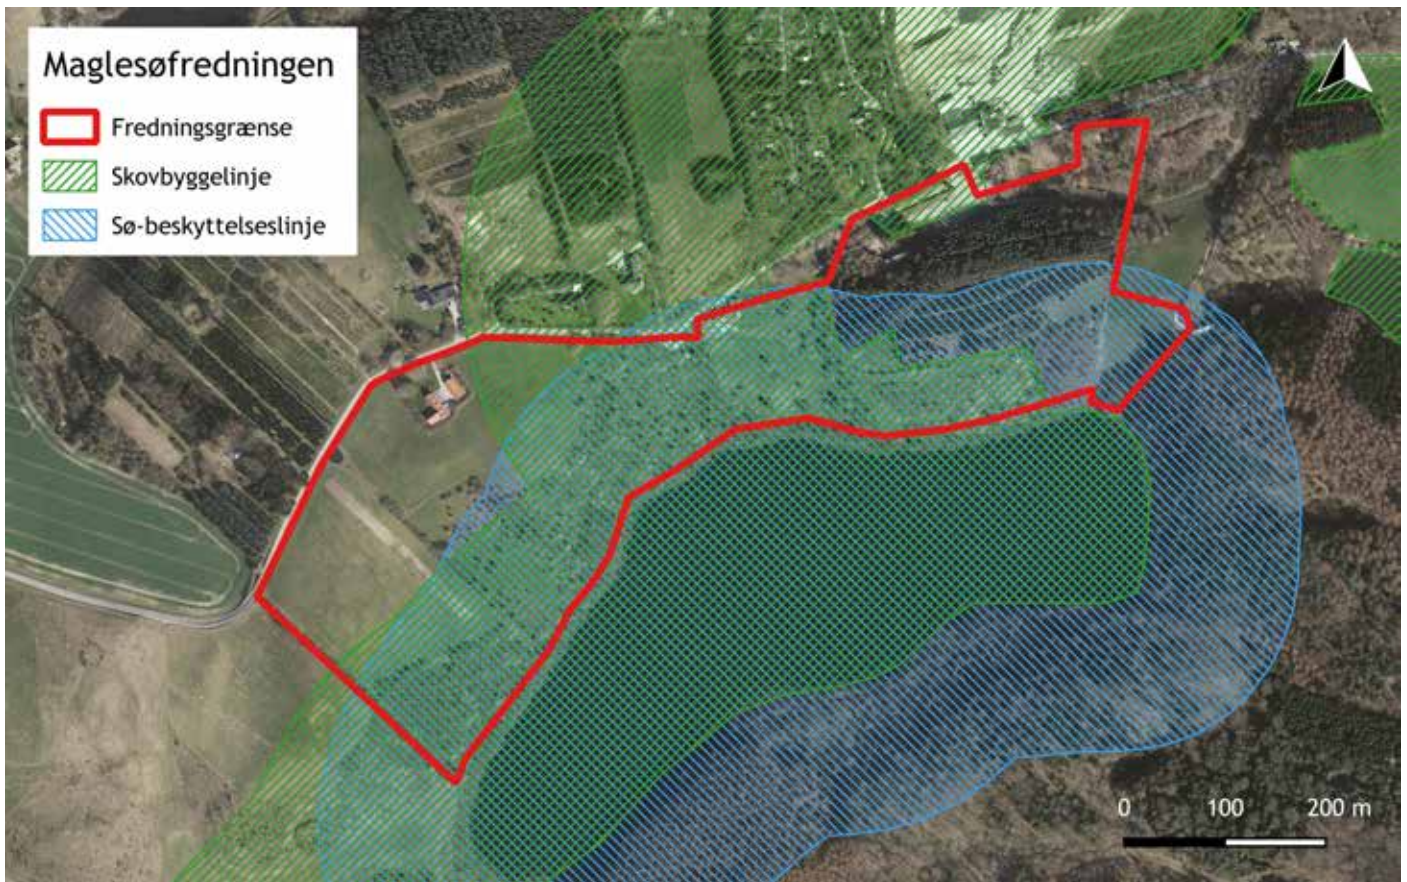 Maglesøfredningen
Fredningsgrænse
Skovbyggelinje
Sø-beskyttelseslinje
0 100 200 m